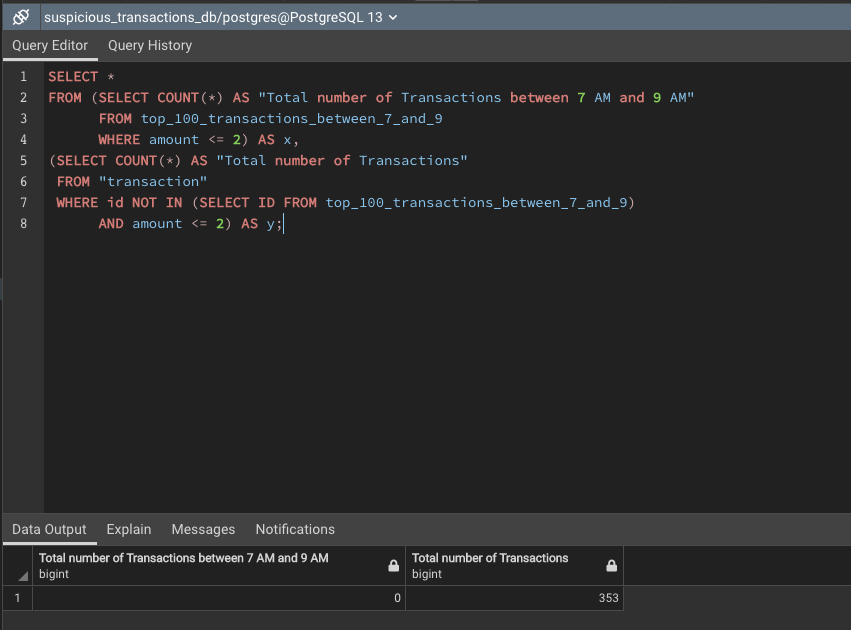 suspicious_transactions_db/postgres@PostgreSQL 13
Query Editor Query History
1 SELECT *
2 FROM (SELECT COUNT(*) AS "Total number of Transactions between 7 AM and 9 AM"
3 FROM top_100_transactions_between_7_and_9
4 WHERE amount <= 2) AS x,
5 (SELECT COUNT(*) AS "Total number of Transactions"
6 FROM "transaction"
7 WHERE id NOT IN (SELECT ID FROM top_100_transactions_between_7_and_9)
8 AND amount <= 2) AS y;
Data Output Explain Messages Notifications
Total number of Transactions between 7 AM and 9 AM Total number of Transactions
bigint bigint
1 0 353